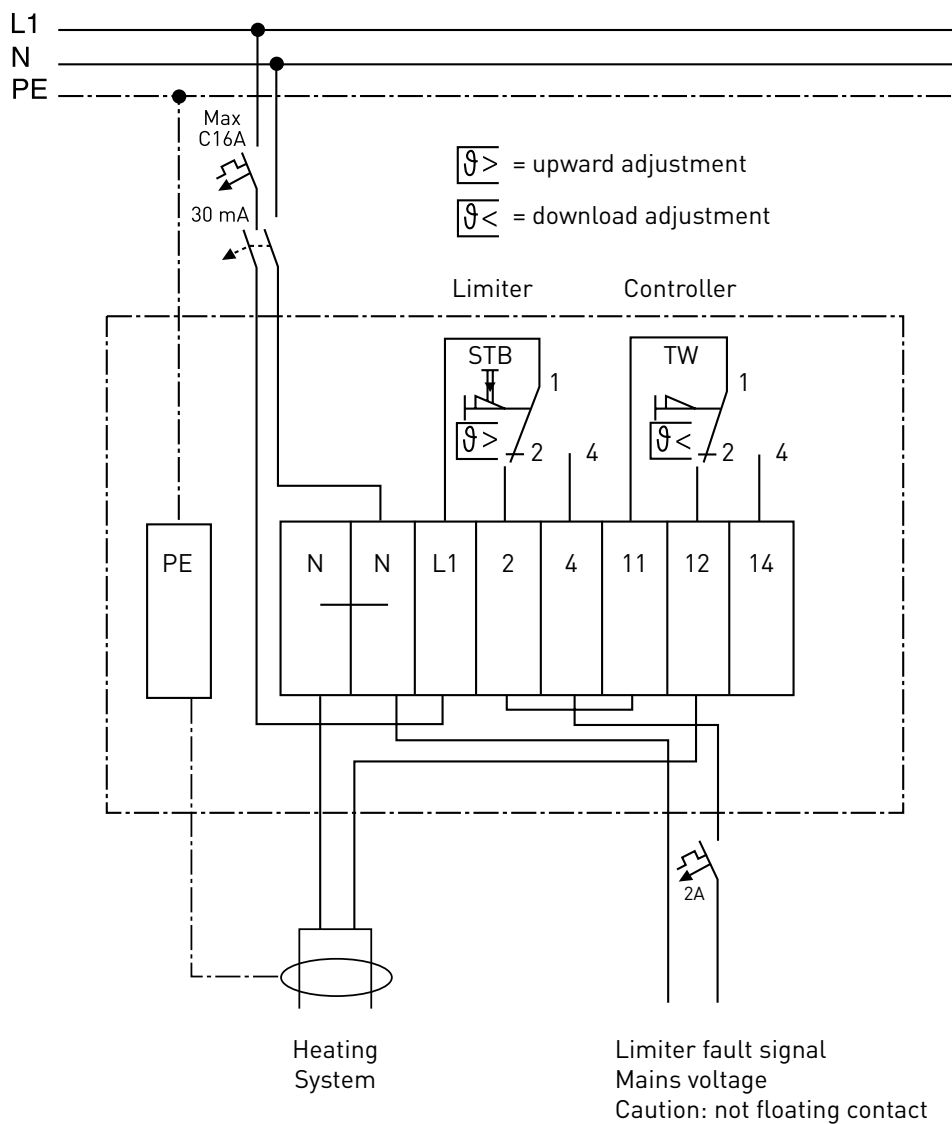 L1
N
PE
Max
C16A
30 mA
ϑ> = upward adjustment
ϑ< = download adjustment
Limiter
Controller
STB
1
ϑ>
2
4
TW
1
ϑ<
2
4
PE
N
N
L1
2
4
11
12
14
2A
Heating
System
Limiter fault signal
Mains voltage
Caution: not floating contact